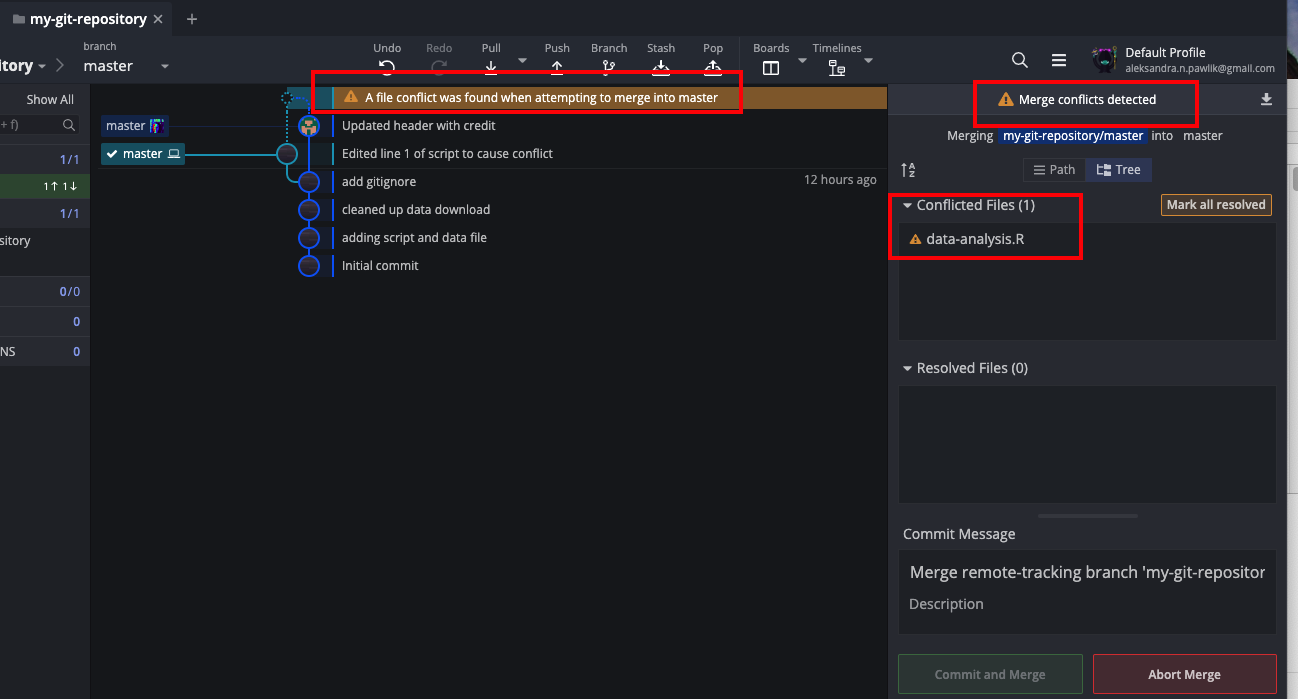 my-git-repository
branch
tory
master
Undo
Redo
Pull
Push
Branch
Stash
Pop
Boards
Timelines
Default Profile
aleksandra.n.pawlik@gmail.com
Show All
+ f)
1/1
1↑ 1↓
1/1
sitory
0/0
0
NS 0
A file conflict was found when attempting to merge into master
master
Updated header with credit
master
Edited line 1 of script to cause conflict
add gitignore
12 hours ago
cleaned up data download
adding script and data file
Initial commit
Merge conflicts detected
Merging my-git-repository/master into master
Path
Tree
Conflicted Files (1)
Mark all resolved
data-analysis.R
Resolved Files (0)
Commit Message
Merge remote-tracking branch 'my-git-repositor
Description
Commit and Merge
Abort Merge